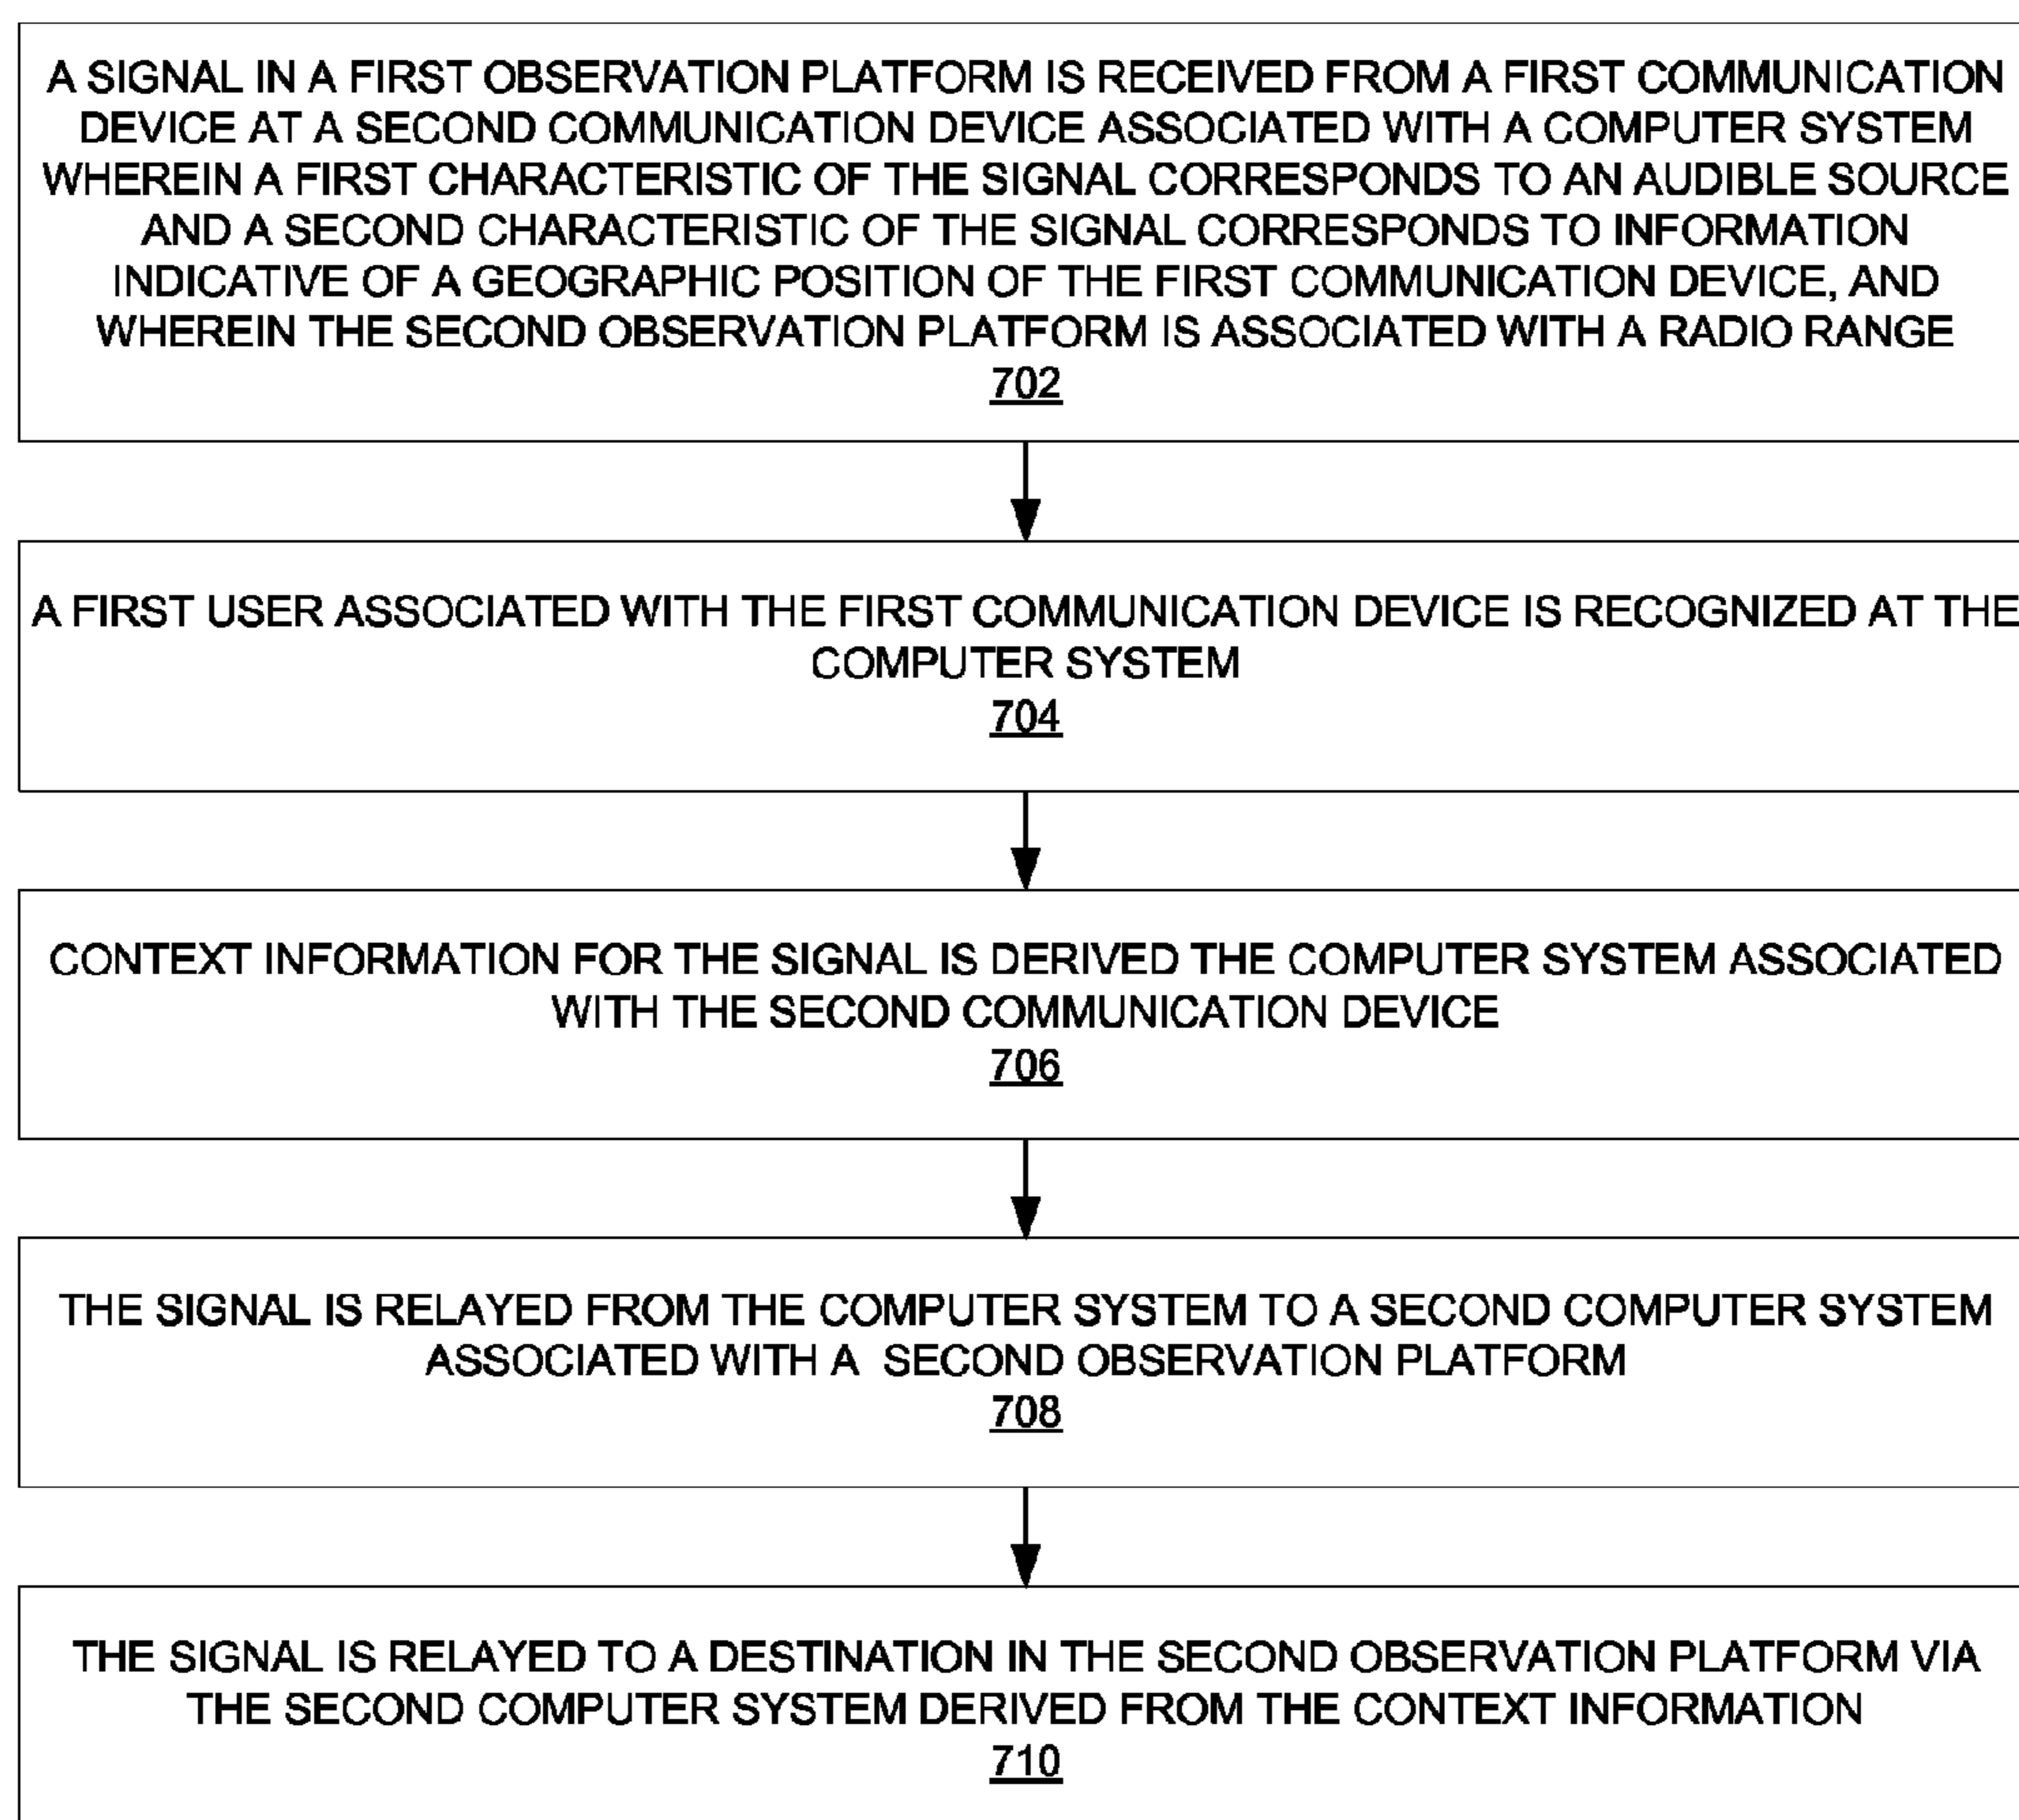 A SIGNAL IN A FIRST OBSERVATION PLATFORM IS RECEIVED FROM A FIRST COMMUNICATION
DEVICE AT A SECOND COMMUNICATION DEVICE ASSOCIATED WITH A COMPUTER SYSTEM
WHEREIN A FIRST CHARACTERISTIC OF THE SIGNAL CORRESPONDS TO AN AUDIBLE SOURCE
AND A SECOND CHARACTERISTIC OF THE SIGNAL CORRESPONDS TO INFORMATION
INDICATIVE OF A GEOGRAPHIC POSITION OF THE FIRST COMMUNICATION DEVICE, AND
WHEREIN THE SECOND OBSERVATION PLATFORM IS ASSOCIATED WITH A RADIO RANGE
702
A FIRST USER ASSOCIATED WITH THE FIRST COMMUNICATION DEVICE IS RECOGNIZED AT THE
COMPUTER SYSTEM
704
CONTEXT INFORMATION FOR THE SIGNAL IS DERIVED THE COMPUTER SYSTEM ASSOCIATED
WITH THE SECOND COMMUNICATION DEVICE
706
THE SIGNAL IS RELAYED FROM THE COMPUTER SYSTEM TO A SECOND COMPUTER SYSTEM
ASSOCIATED WITH A SECOND OBSERVATION PLATFORM
708
THE SIGNAL IS RELAYED TO A DESTINATION IN THE SECOND OBSERVATION PLATFORM VIA
THE SECOND COMPUTER SYSTEM DERIVED FROM THE CONTEXT INFORMATION
710